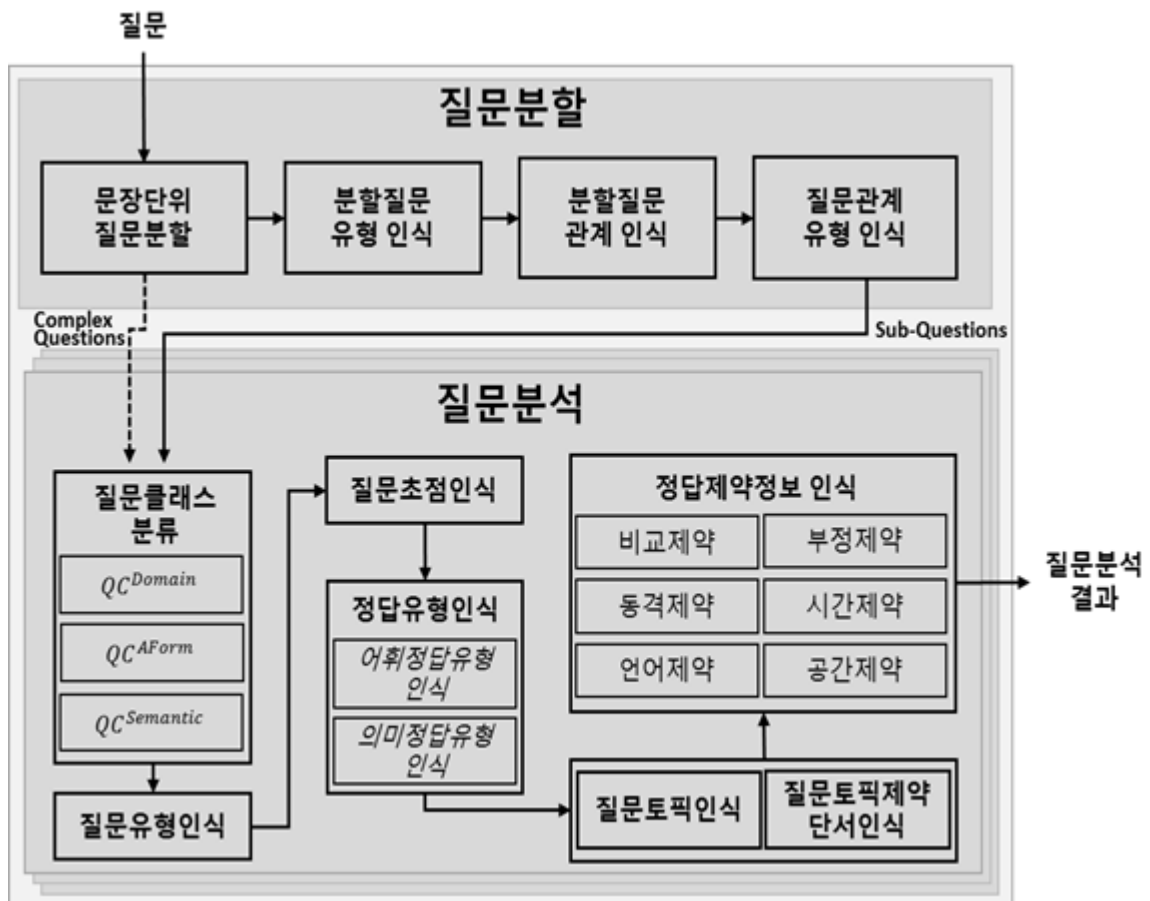 질문
질문분할
문장단위
질문분할
분할질문
유형 인식
분할질문
관계 인식
질문관계
유형 인식
Complex
Questions
Sub-Questions
질문분석
질문클래스
분류
QC^Domain
QC^AForm
QC^Semantic
질문유형인식
질문초점인식
정답유형인식
어휘정답유형
인식
의미정답유형
인식
정답제약정보 인식
비교제약
부정제약
동격제약
시간제약
언어제약
공간제약
질문토픽인식
질문토픽제약
단서인식
질문분석
결과